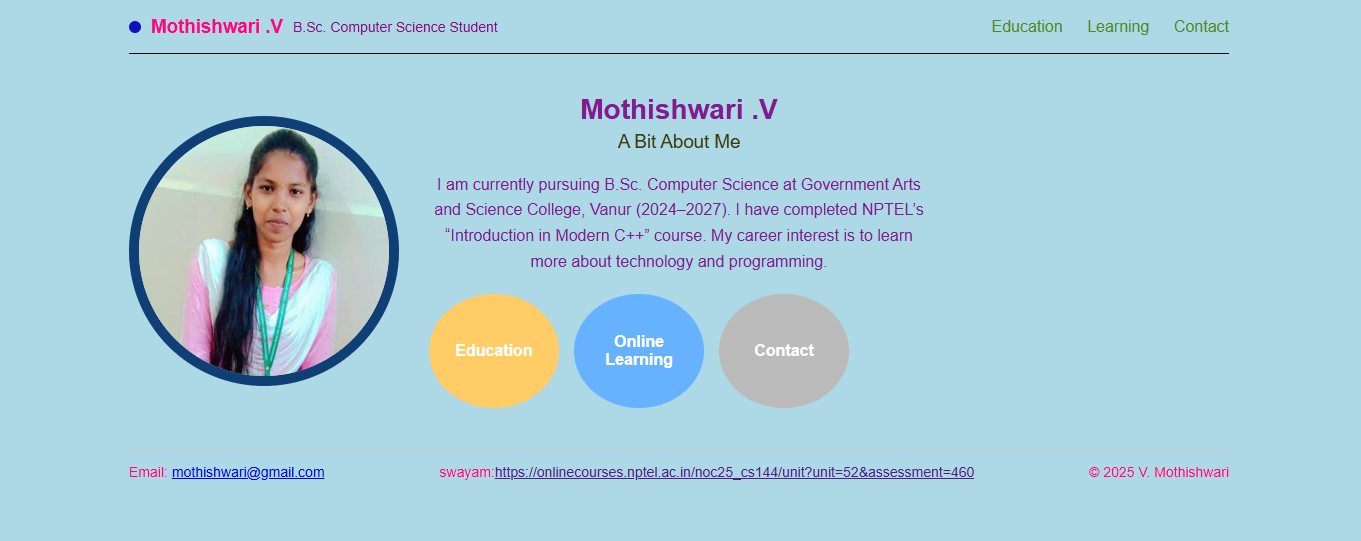 Mothishwari .V B.Sc. Computer Science Student Education Learning Contact
Mothishwari .V
A Bit About Me
I am currently pursuing B.Sc. Computer Science at Government Arts
and Science College, Vanur (2024–2027). I have completed NPTEL’s
“Introduction in Modern C++” course. My career interest is to learn
more about technology and programming.
Education
Online
Learning
Contact
Email: mothishwari@gmail.com swayam:https://onlinecourses.nptel.ac.in/noc25_cs144/unit?unit=52&assessment=460 © 2025 V. Mothishwari